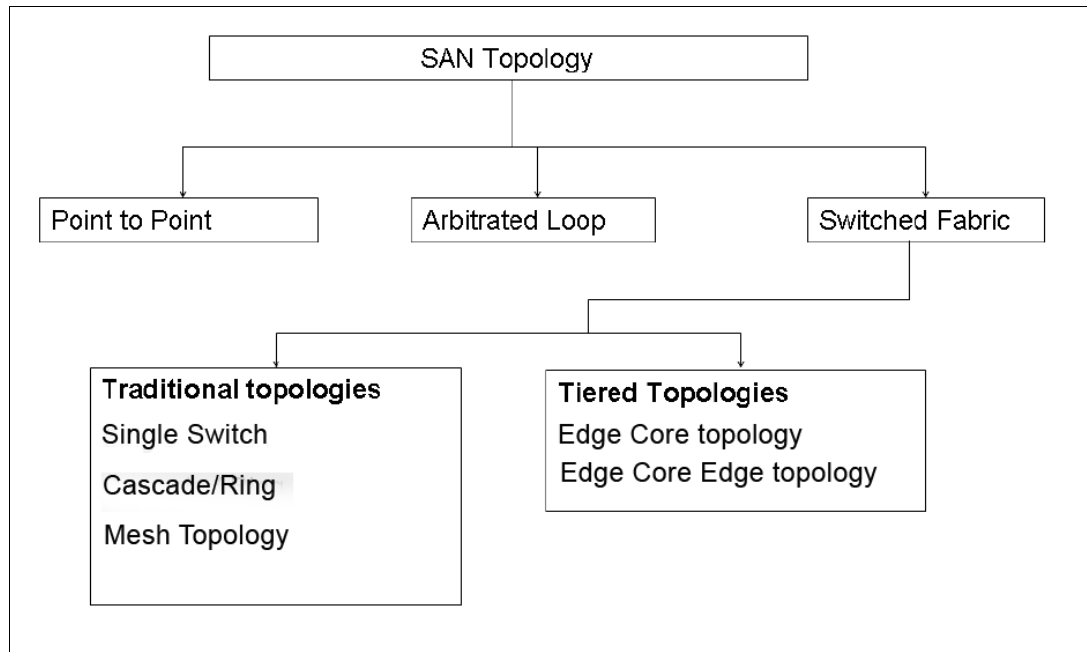 SAN Topology
Point to Point
Arbitrated Loop
Switched Fabric
Traditional topologies
Single Switch
Cascade/Ring
Mesh Topology
Tiered Topologies
Edge Core topology
Edge Core Edge topology